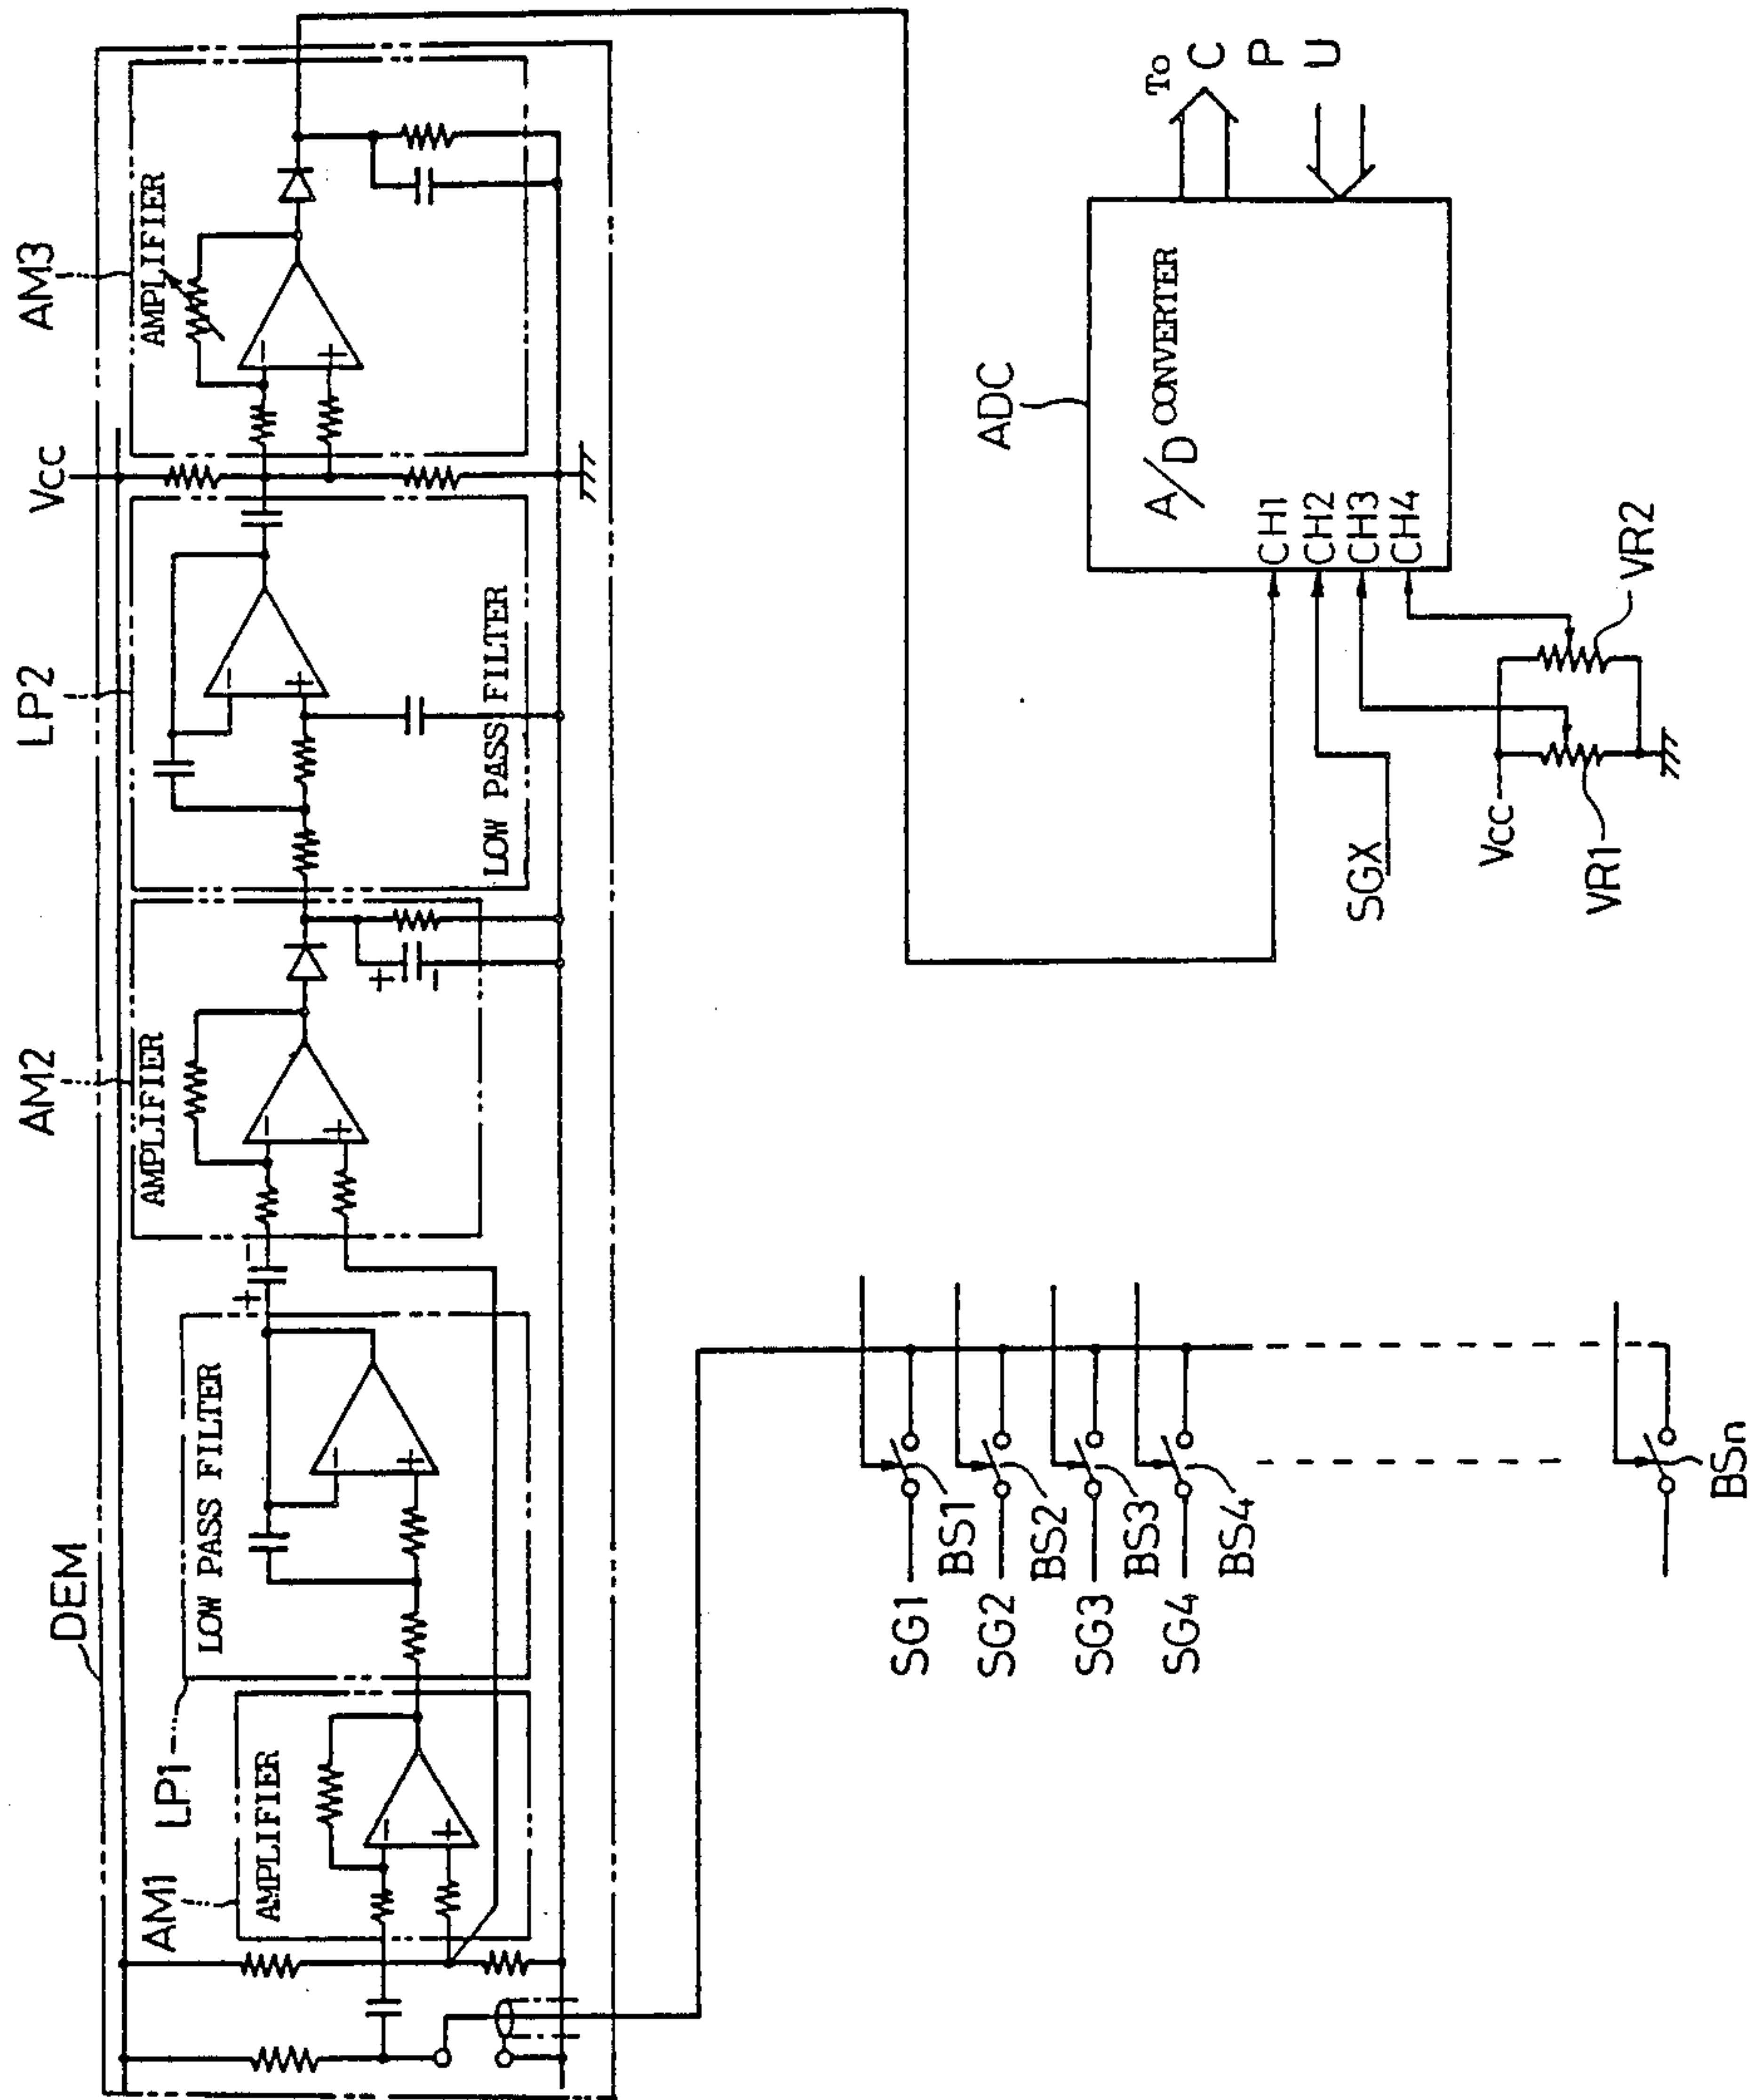 DEM
AM1
AMPLIFIER
LP1
LOW PASS FILTER
AM2
AMPLIFIER
LP2
LOW PASS FILTER
Vcc
AM3
AMPLIFIER
+
-
+
-
SG1
BS1
SG2
BS2
SG3
BS3
SG4
BS4
BSn
ADC
A/D CONVERTER
CH1
CH2
CH3
CH4
To
CPU
SGX
Vcc
VR1
VR2